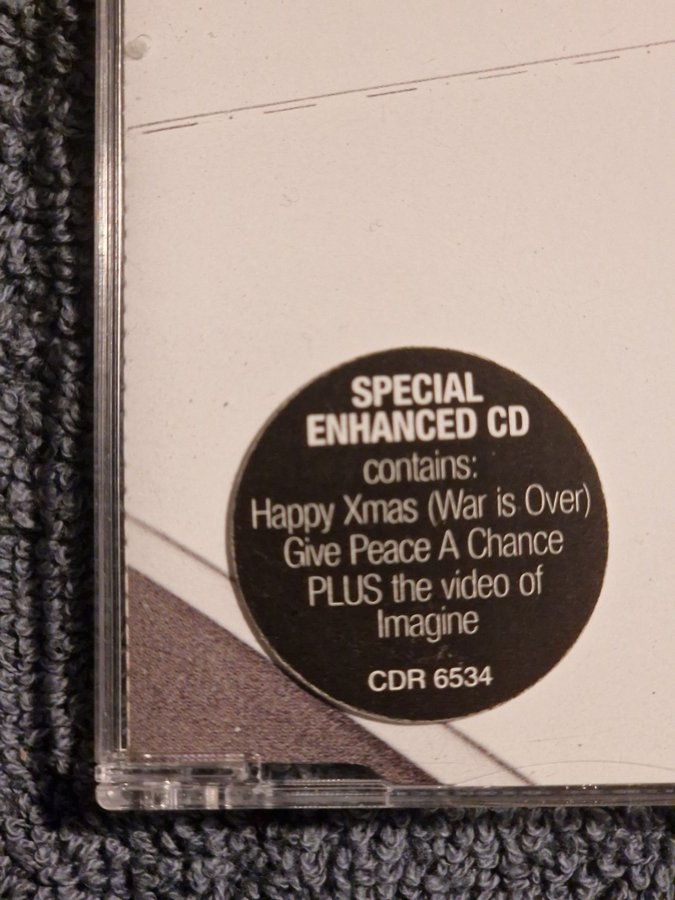 SPECIAL
ENHANCED CD
contains:
Happy Xmas (War is Over)
Give Peace A Chance
PLUS the video of
Imagine
CDR 6534